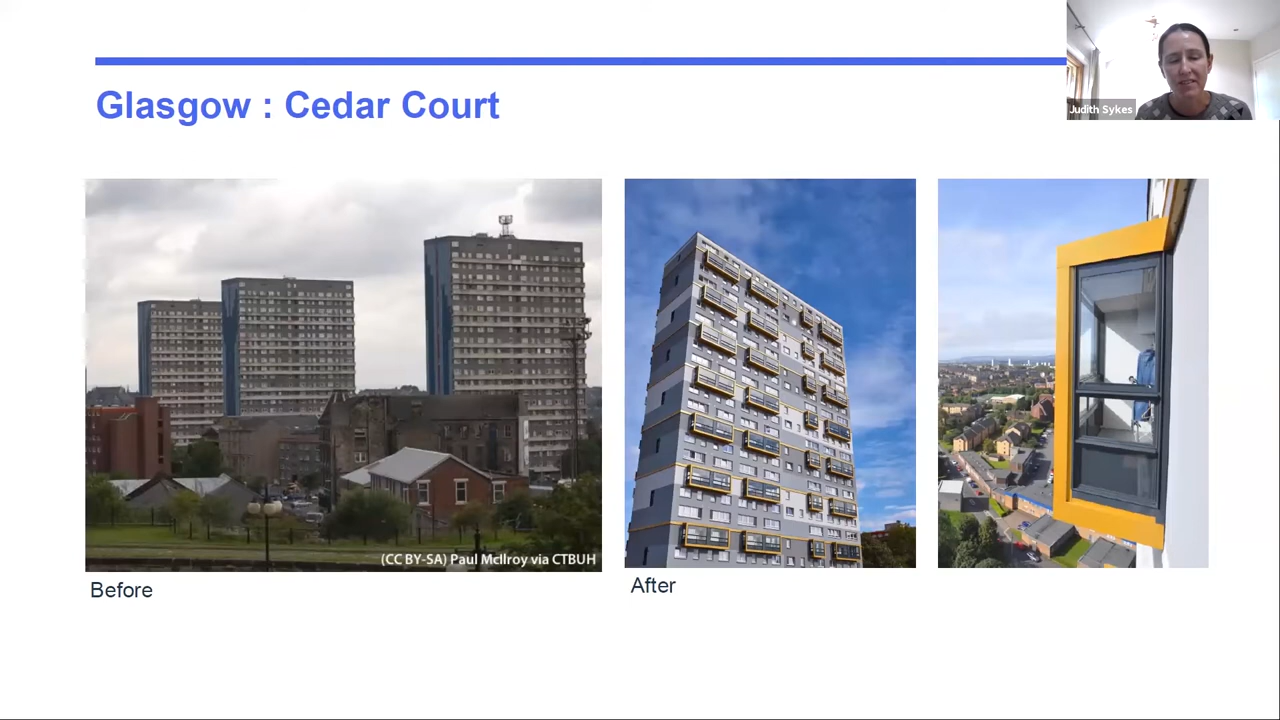 Glasgow : Cedar Court
Judith Sykes
(CC BY-SA) Paul McIlroy via CTBUH
Before
After